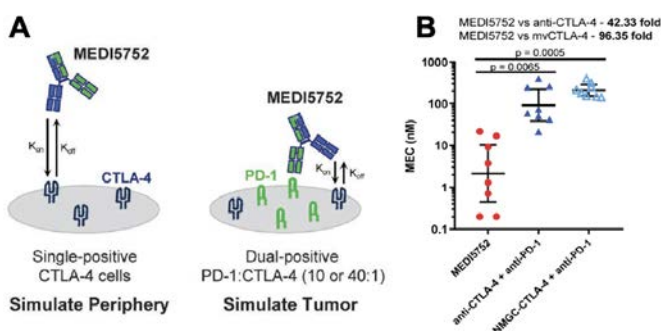 A
MEDI5752
Kon
Koff
CTLA-4
Single-positive
CTLA-4 cells
Simulate Periphery
MEDI5752
PD-1
Kon
Koff
Dual-positive
PD-1:CTLA-4 (10 or 40:1)
Simulate Tumor
B
MEDI5752 vs anti-CTLA-4 - 42.33 fold
MEDI5752 vs mvCTLA-4 - 96.35 fold
p = 0.0005
p = 0.0065
MEC (nM)
1000
100
10
1
0.1
MEDI5752
anti-CTLA-4 + anti-PD-1
NMGC-CTLA-4 + anti-PD-1